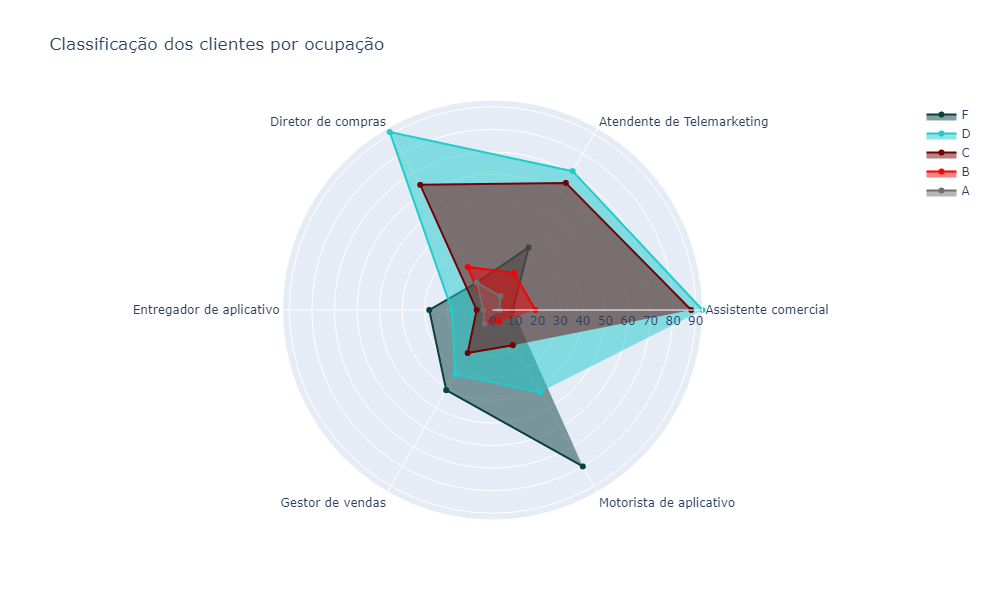 Classificação dos clientes por ocupação
F
D
C
B
A
Diretor de compras
Atendente de Telemarketing
Entregador de aplicativo
Assistente comercial
0 10 20 30 40 50 60 70 80 90
Gestor de vendas
Motorista de aplicativo